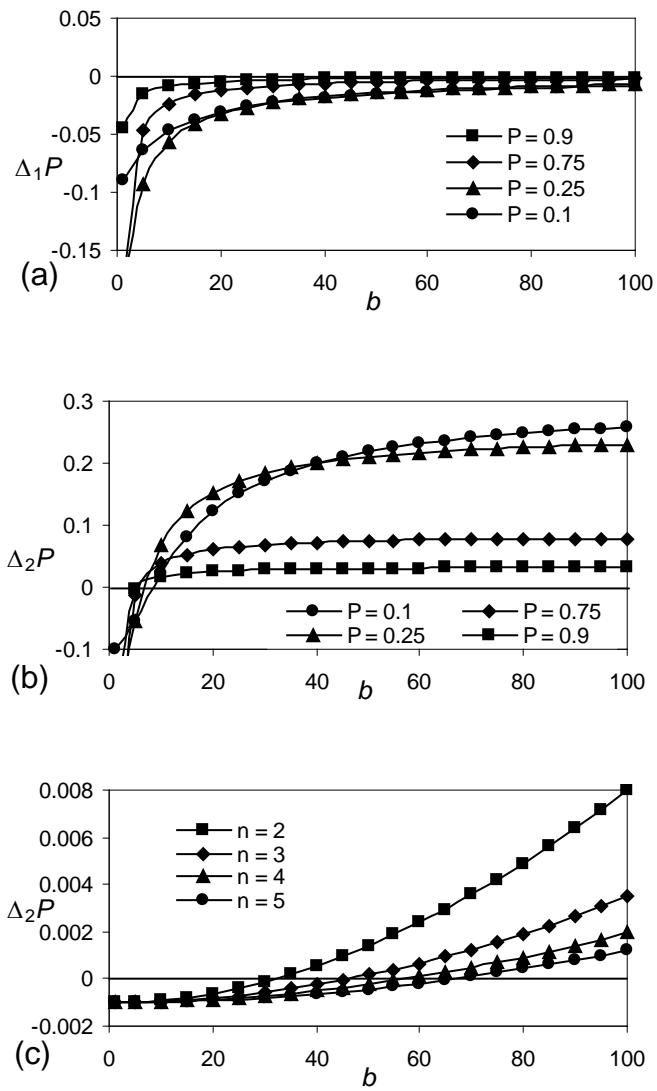 0.05
0
-0.05
-0.1
-0.15
Δ₁P
P = 0.9
P = 0.75
P = 0.25
P = 0.1
0 20 40 60 80 100
b
(a)
0.3
0.2
0.1
0
-0.1
Δ₂P
P = 0.1 P = 0.75
P = 0.25 P = 0.9
0 20 40 60 80 100
b
(b)
0.008
0.006
0.004
0.002
0
-0.002
Δ₂P
n = 2
n = 3
n = 4
n = 5
0 20 40 60 80 100
b
(c)